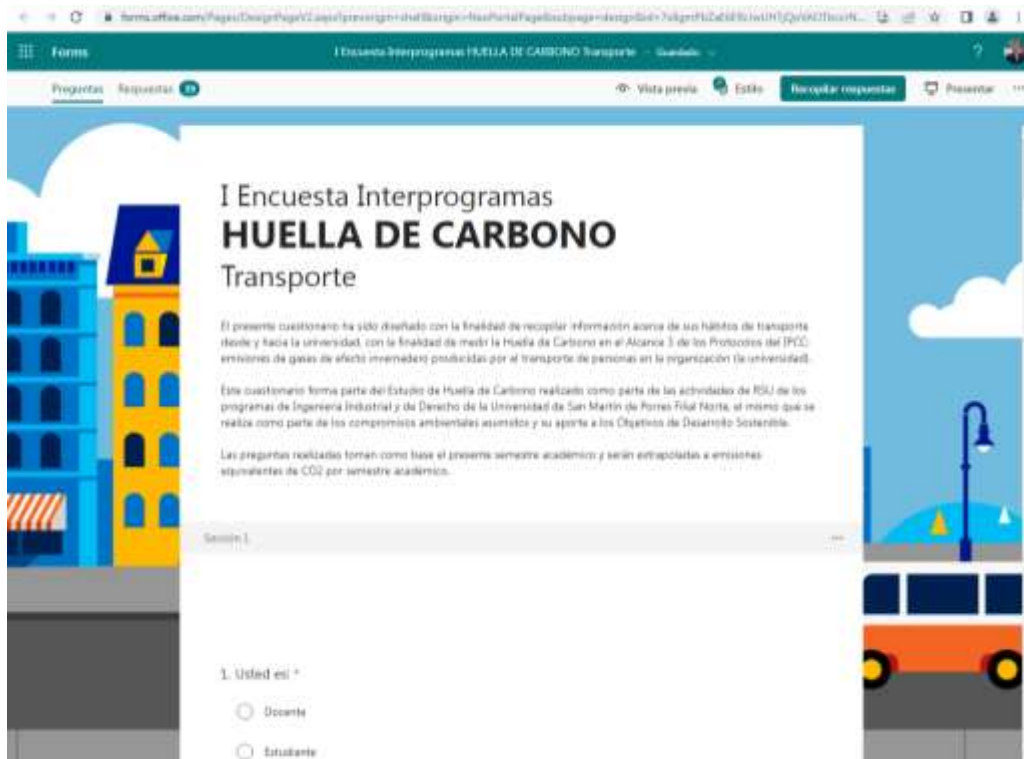 forms.office.com/Pages/DesignPageV2.aspx
Forms
I Encuesta Interprogramas HUELLA DE CARBONO Transporte - Guardado
?
Preguntas
Respuestas
Vista previa
Estilo
Recopilar respuestas
Presentar
I Encuesta Interprogramas
HUELLA DE CARBONO
Transporte
El presente cuestionario ha sido diseñado con la finalidad de recopilar información acerca de sus hábitos de transporte
desde y hacia la universidad, con la finalidad de medir la Huella de Carbono en el Alcance 3 de los Protocolos del IPCC:
emisiones de gases de efecto invernadero producidas por el transporte de personas en la organización (la universidad).
Este cuestionario forma parte del Estudio de Huella de Carbono realizado como parte de las actividades de RSU de los
programas de Ingeniería Industrial y de Derecho de la Universidad de San Martín de Porres Filial Norte, el mismo que se
realiza como parte de los compromisos ambientales asumidos y su aporte a los Objetivos de Desarrollo Sostenible.
Las preguntas realizadas toman como base el presente semestre académico y serán extrapoladas a emisiones
equivalentes de CO2 por semestre académico.
Sección 1
1. Usted es: *
Docente
Estudiante